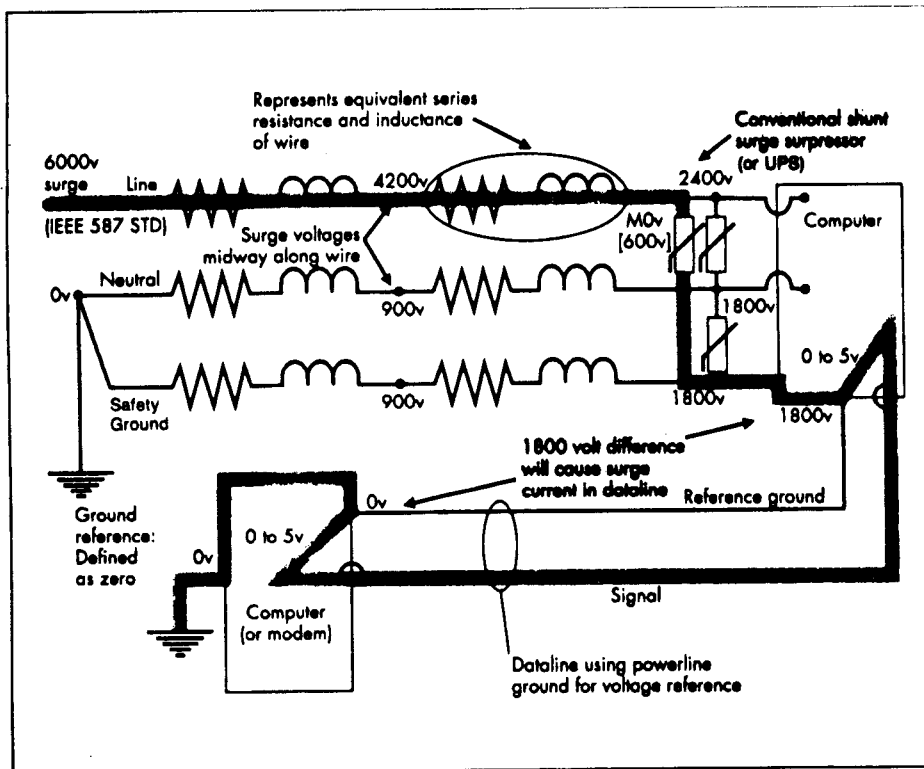 Represents equivalent series
resistance and inductance
of wire
Conventional shunt
surge surpressor
(or UPS)
6000v
surge
(IEEE 587 STD)
Line
4200v
2400v
Computer
MOv
[600v]
Surge voltages
midway along wire
Neutral
0v
900v
1800v
0 to 5v
Safety
Ground
900v
1800v
1800v
1800 volt difference
will cause surge
current in dataline
Reference ground
Ground
reference:
Defined
as zero
0v
0 to 5v
0v
Signal
Computer
(or modem)
Dataline using powerline
ground for voltage reference